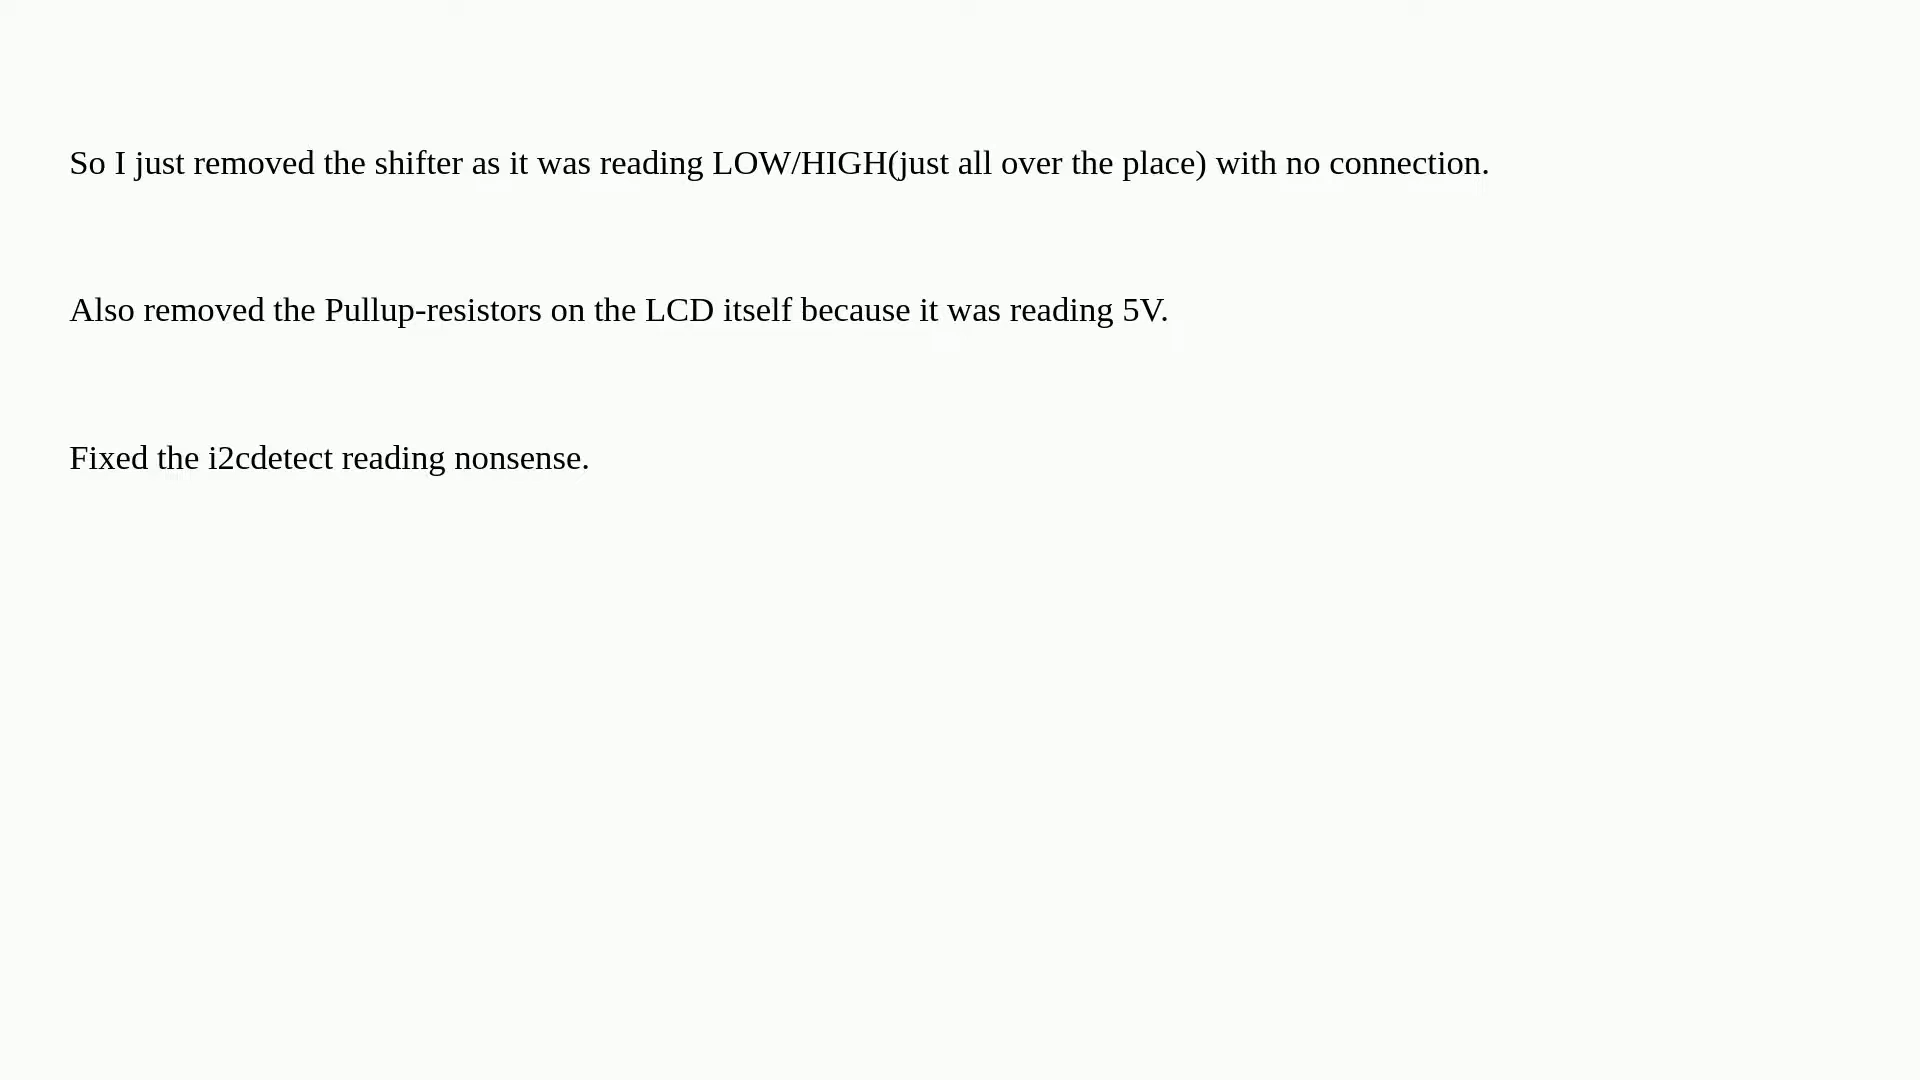 So I just removed the shifter as it was reading LOW/HIGH(just all over the place) with no connection.
Also removed the Pullup-resistors on the LCD itself because it was reading 5V.
Fixed the i2cdetect reading nonsense.